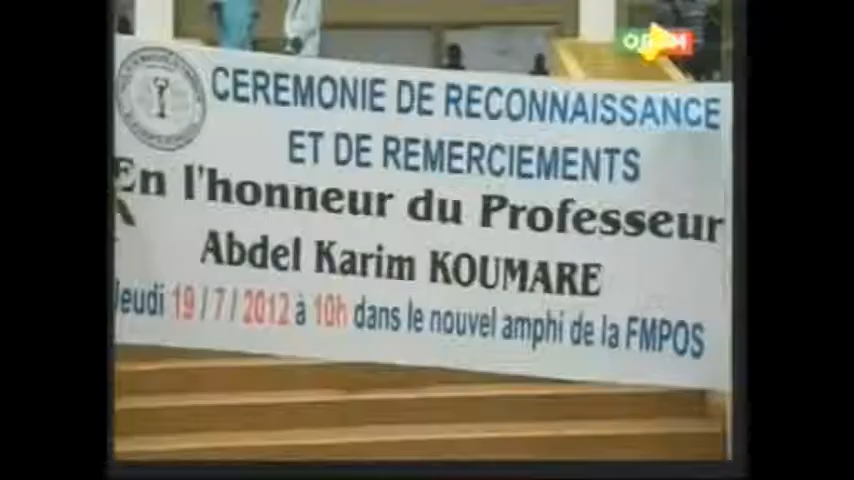 CEREMONIE DE RECONNAISSANCE
ET DE REMERCIEMENTS
En l'honneur du Professeur
Abdel Karim KOUMARE
Jeudi 19/7/2012 à 10h dans le nouvel amphi de la FMPOS